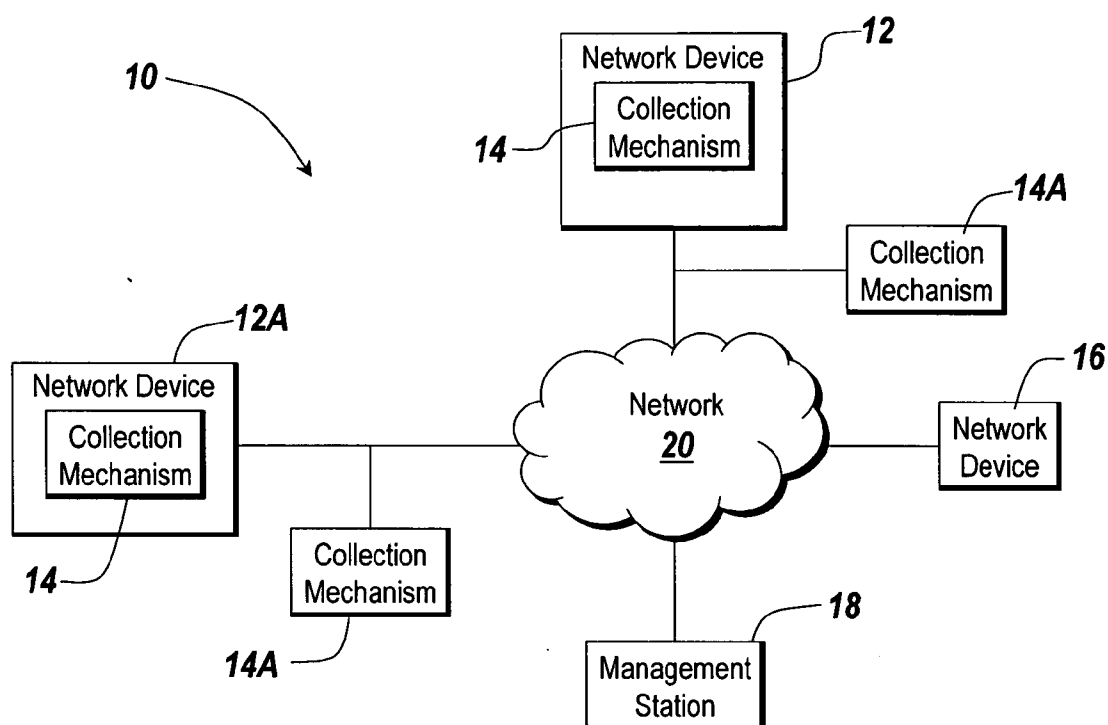 12
Network Device
10
Collection
Mechanism
14
14A
Collection
Mechanism
12A
Network Device
16
Network
20
Collection
Mechanism
Network
Device
14
Collection
Mechanism
14A
18
Management
Station